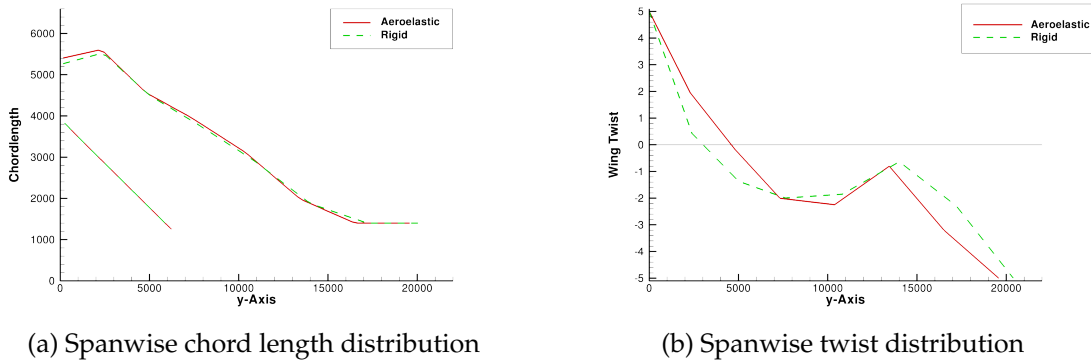 Aeroelastic
Rigid
Chordlength
6000
5000
4000
3000
2000
1000
0
0
5000
10000
15000
20000
y-Axis
(a) Spanwise chord length distribution
Aeroelastic
Rigid
Wing Twist
5
4
3
2
1
0
-1
-2
-3
-4
-5
0
5000
10000
15000
20000
y-Axis
(b) Spanwise twist distribution